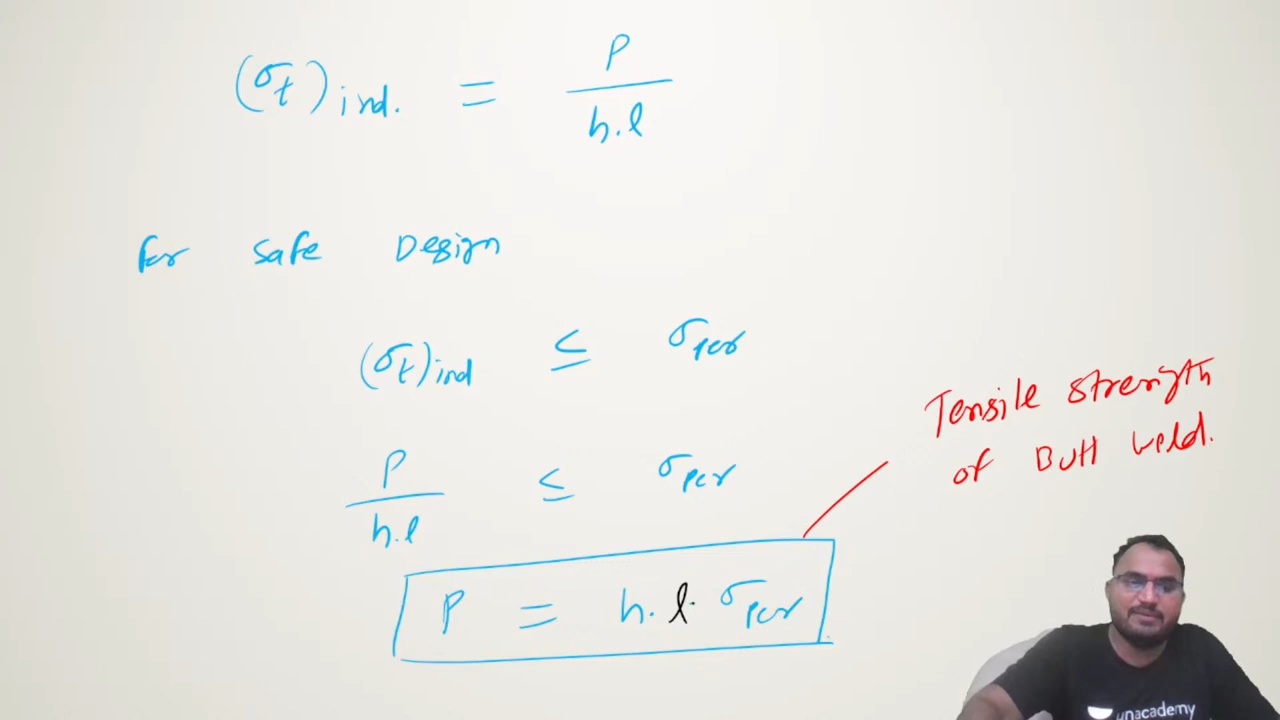 (σt)ind. = P / h.l
For Safe Design
(σt)ind ≤ σper
P / h.l ≤ σper
P = h.l.σper
Tensile strength
of Butt weld.
unacademy